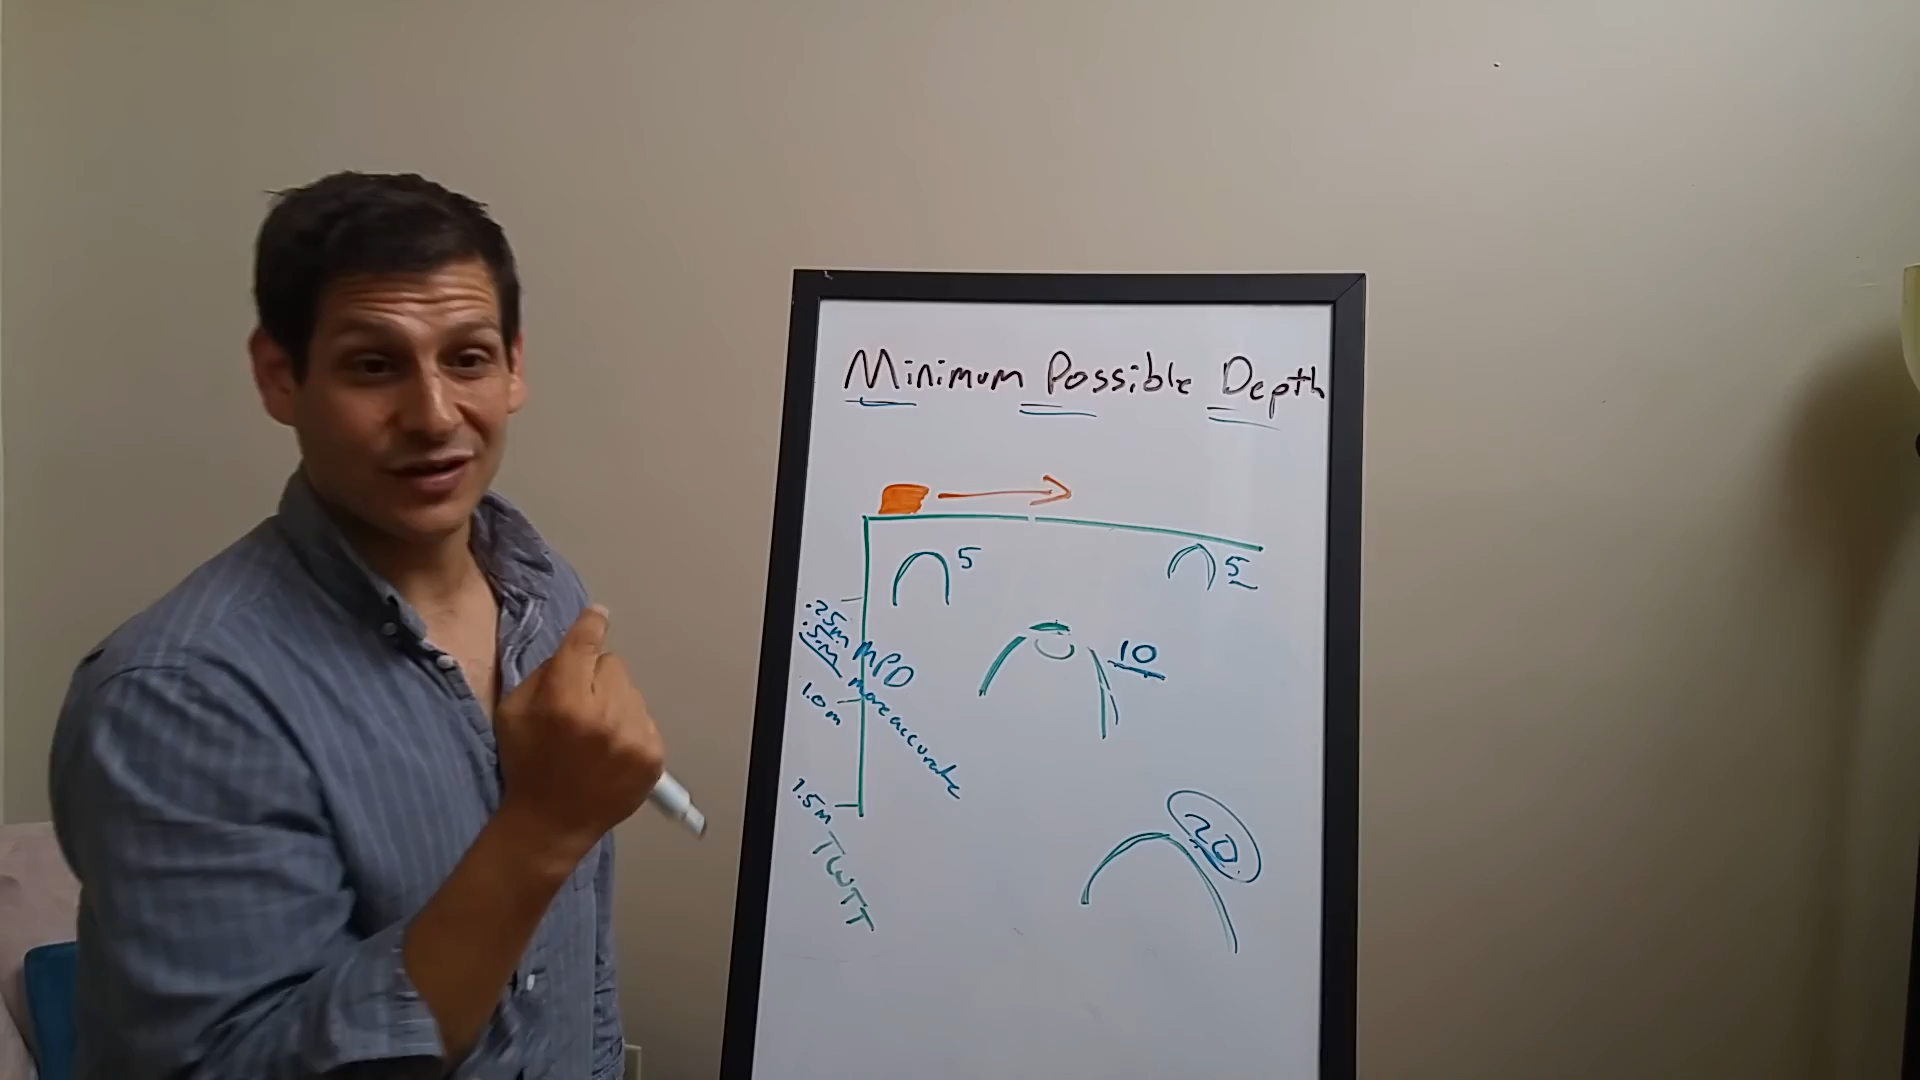 Minimum Possible Depth
5
5
.25m
.5m
MPD
10
1.0m
more accurate
1.5m
20
TWTT